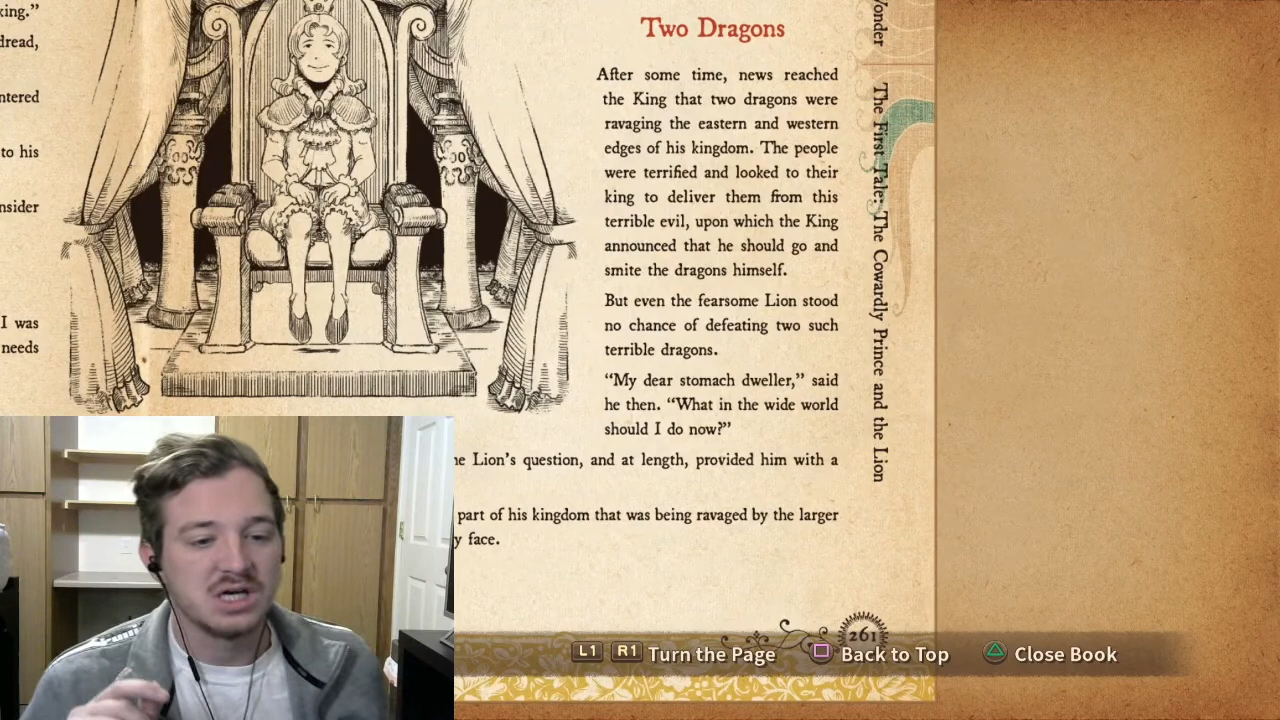 king.”
dread,
to his
I was
needs
Two Dragons
After some time, news reached
the King that two dragons were
ravaging the eastern and western
edges of his kingdom. The people
were terrified and looked to their
king to deliver them from this
terrible evil, upon which the King
announced that he should go and
smite the dragons himself.
But even the fearsome Lion stood
no chance of defeating two such
terrible dragons.
“My dear stomach dweller,” said
he then. “What in the wide world
should I do now?”
Lion’s question, and at length, provided him with a
part of his kingdom that was being ravaged by the larger
face.
The First Tale: The Cowardly Prince and the Lion
261
L1 R1 Turn the Page
Back to Top
Close Book